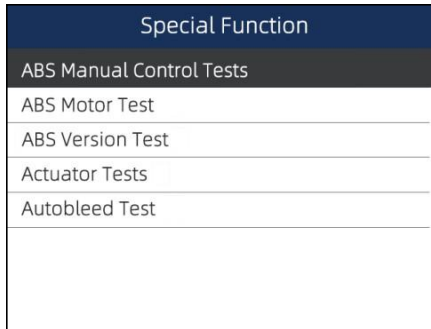 Special Function
ABS Manual Control Tests
ABS Motor Test
ABS Version Test
Actuator Tests
Autobleed Test